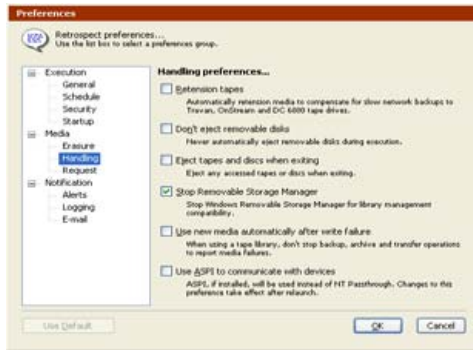 Preferences
Retrospect preferences...
Use the list box to select a preferences group.
Execution
General
Schedule
Security
Startup
Media
Erasure
Handling
Request
Notification
Alerts
Logging
E-mail
Handling preferences...
Retension tapes
Automatically retension media to compensate for slow network backups to
Travan, OnStream and DC 6000 tape drives.
Don't eject removable disks
Never automatically eject removable disks during execution.
Eject tapes and discs when exiting
Eject any accessed tapes or discs when exiting.
Stop Removable Storage Manager
Stop Windows Removable Storage Manager for library management
compatibility.
Use new media automatically after write failure
When using a tape library, don't stop backup, archive and transfer operations
to report media failures.
Use ASPI to communicate with devices
ASPI, if installed, will be used instead of NT Passthrough. Changes to this
preference take effect after relaunch.
Use Default
OK
Cancel